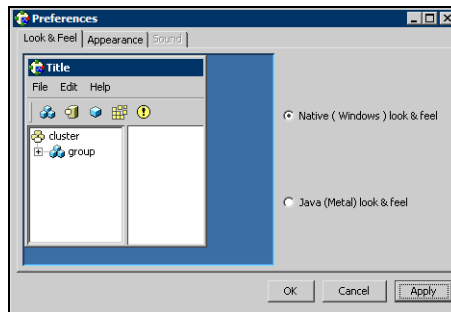 Preferences
Look & Feel Appearance Sound
Title
File Edit Help
cluster
group
Native ( Windows ) look & feel
Java (Metal) look & feel
OK Cancel Apply